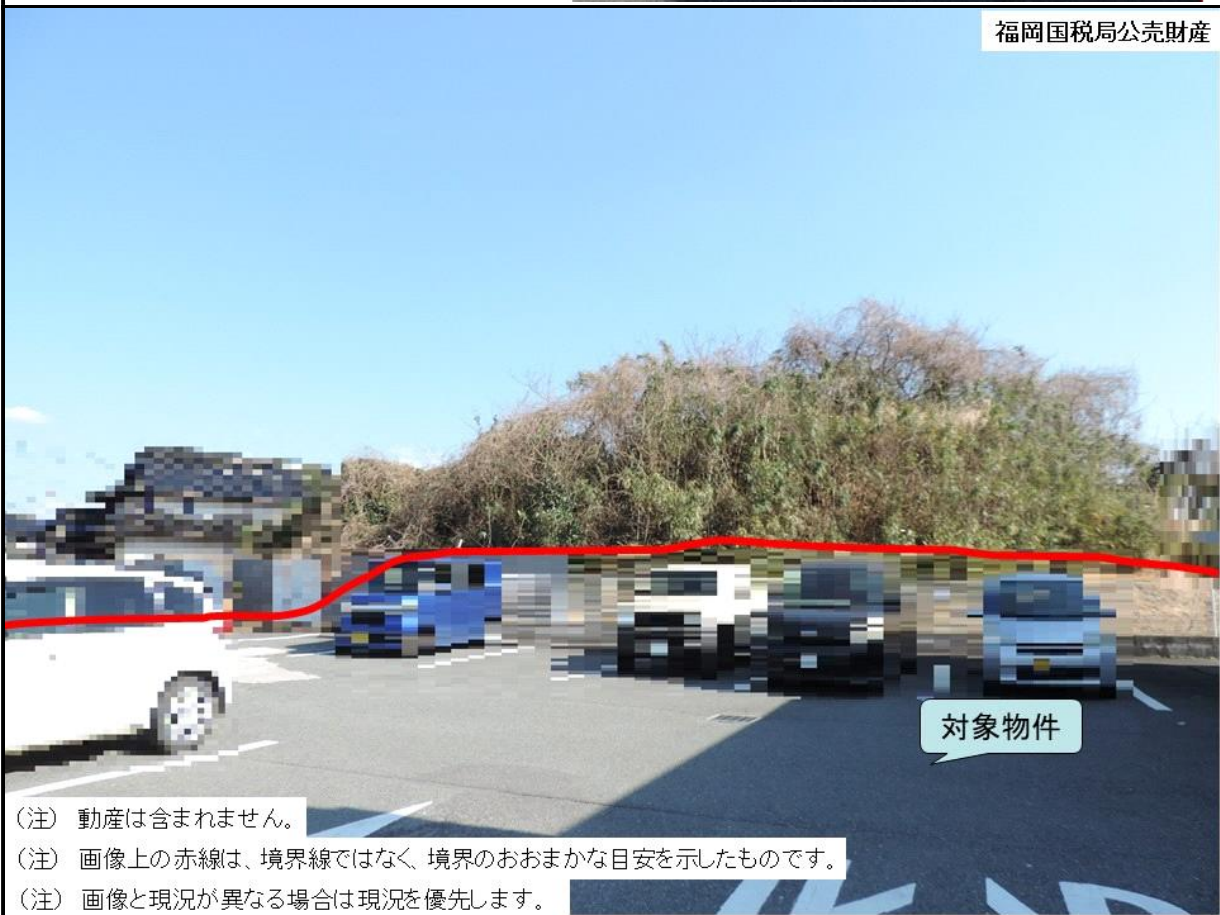 福岡国税局公売財産
対象物件
（注） 動産は含まれません。
（注） 画像上の赤線は、境界線ではなく、境界のおおまかな目安を示したものです。
（注） 画像と現況が異なる場合は現況を優先します。